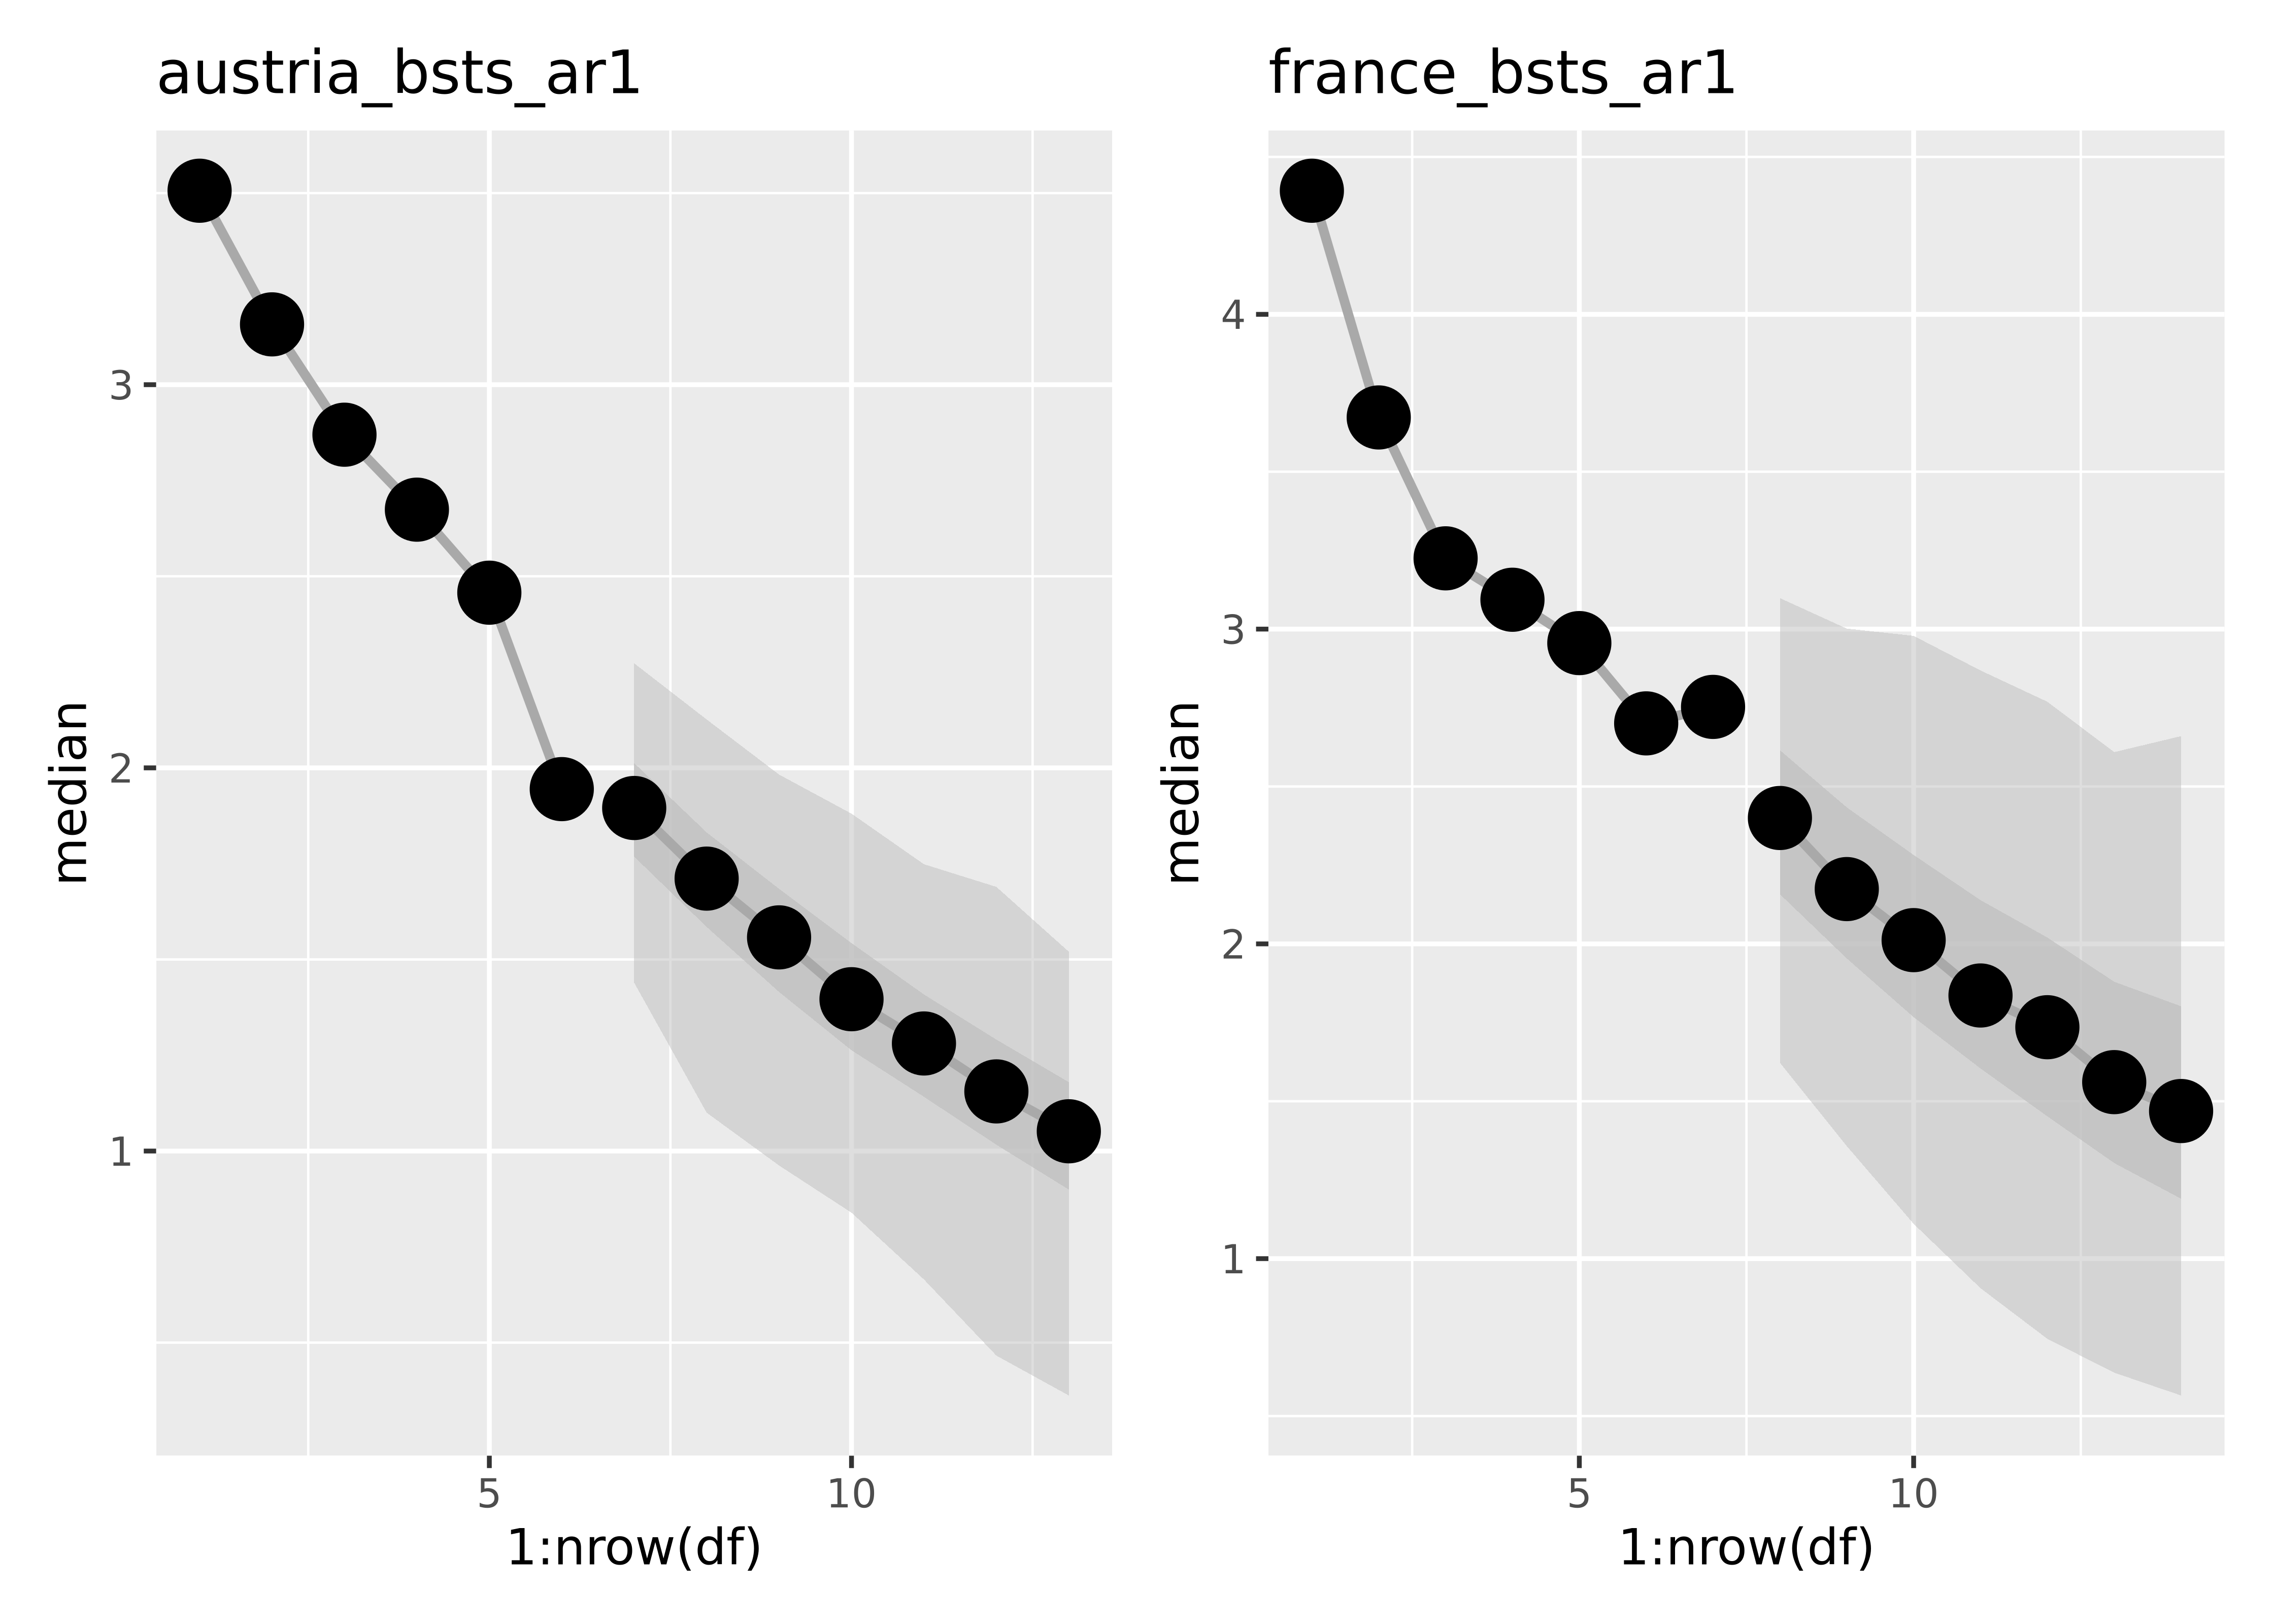 austria_bsts_ar1
median
3
2
1
5 10
1:nrow(df)
france_bsts_ar1
median
4
3
2
1
5 10
1:nrow(df)